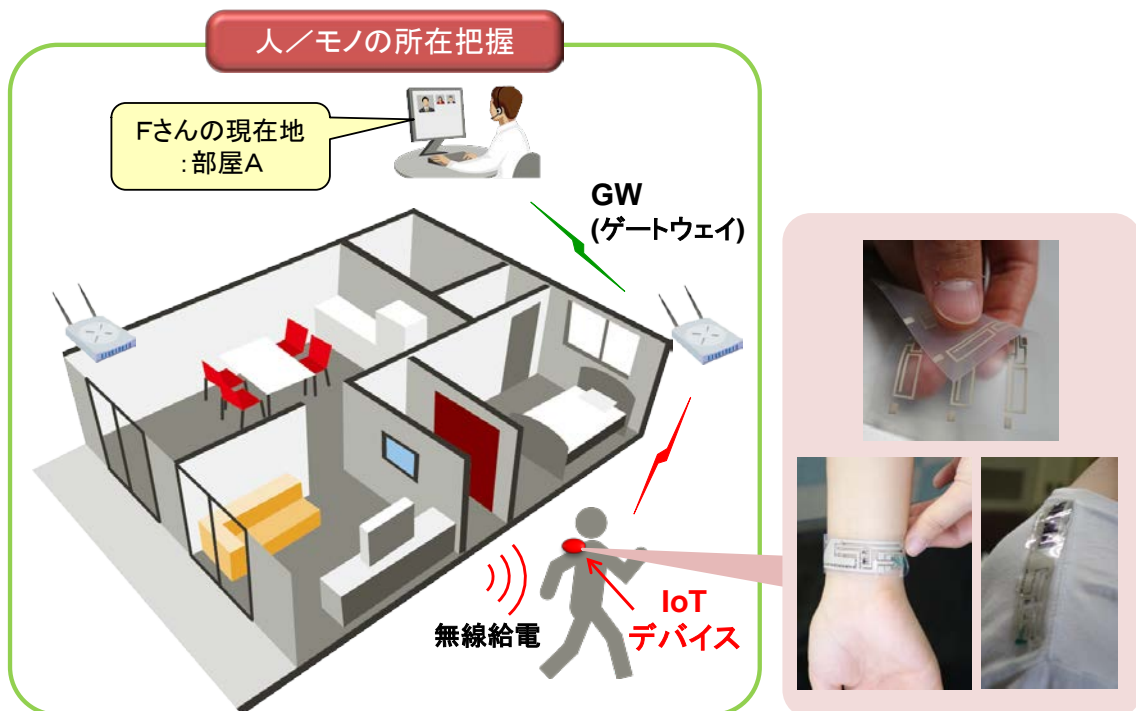 人／モノの所在把握
Fさんの現在地
：部屋A
GW
(ゲートウェイ)
無線給電
IoT
デバイス